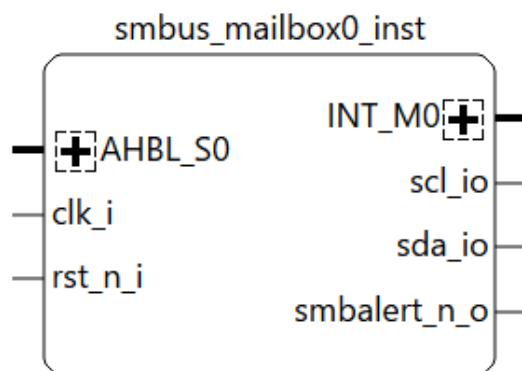 smbus_mailbox0_inst
INT_M0
AHBL_S0
scl_io
clk_i
sda_io
rst_n_i
smbalert_n_o